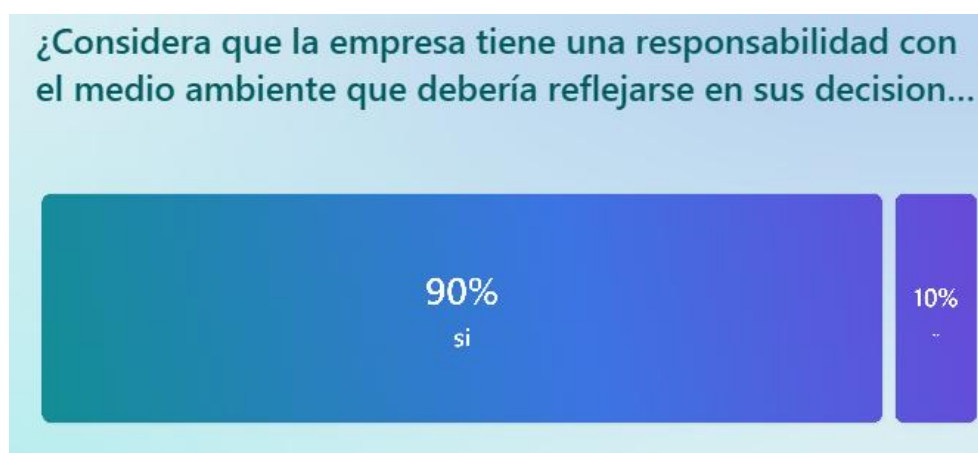 ¿Considera que la empresa tiene una responsabilidad con
el medio ambiente que debería reflejarse en sus decision...
90%
si
10%
..